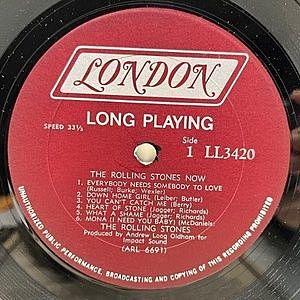 LONDON
LONG PLAYING
SPEED 33⅓
Side
1 LL3420
THE ROLLING STONES NOW
1. EVERYBODY NEEDS SOMEBODY TO LOVE
(Russell; Burke; Wexler)
2. DOWN HOME GIRL (Leiber; Butler)
3. YOU CAN'T CATCH ME (Berry)
4. HEART OF STONE (Jagger; Richards)
5. WHAT A SHAME (Jagger; Richards)
6. MONA (I NEED YOU BABY) (McDaniels)
THE ROLLING STONES
Produced by Andrew Loog Oldham for
Impact Sound
(ARL-6691)
UNAUTHORIZED PUBLIC PERFORMANCE, BROADCASTING AND COPYING OF THIS RECORDING PROHIBITED